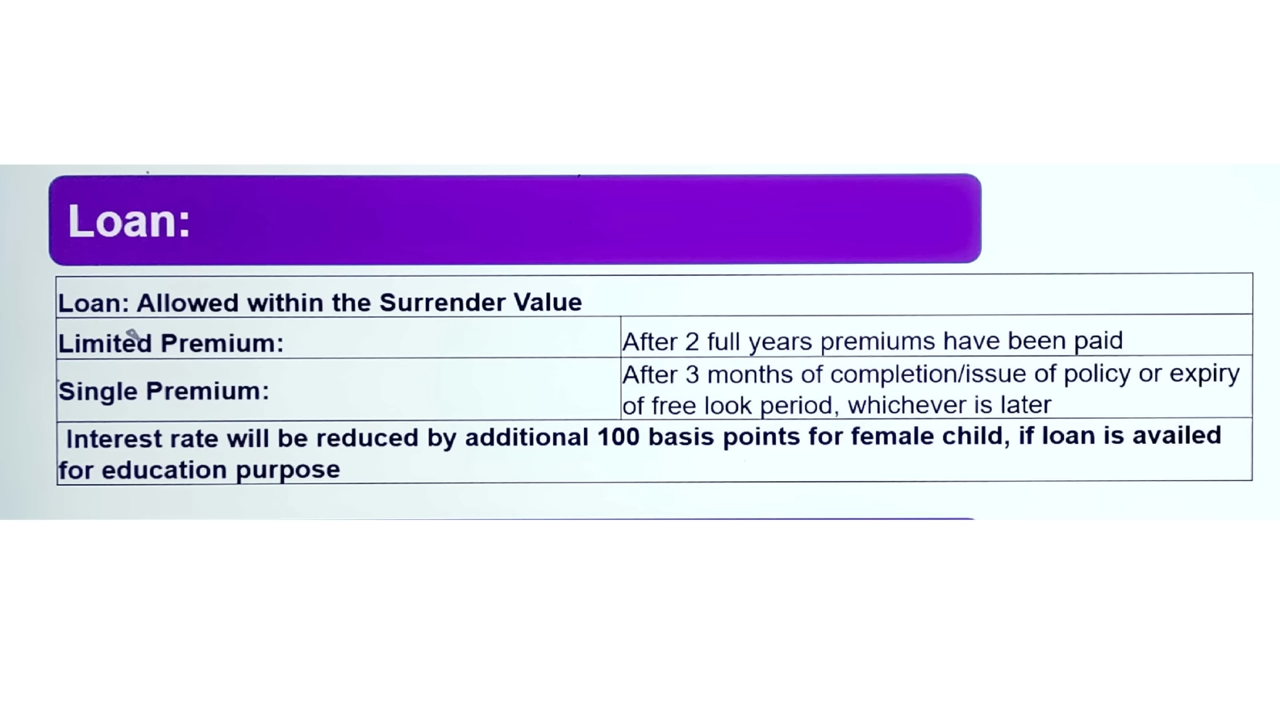 Loan:
Loan: Allowed within the Surrender Value
Limited Premium:
After 2 full years premiums have been paid
Single Premium:
After 3 months of completion/issue of policy or expiry
of free look period, whichever is later
Interest rate will be reduced by additional 100 basis points for female child, if loan is availed
for education purpose